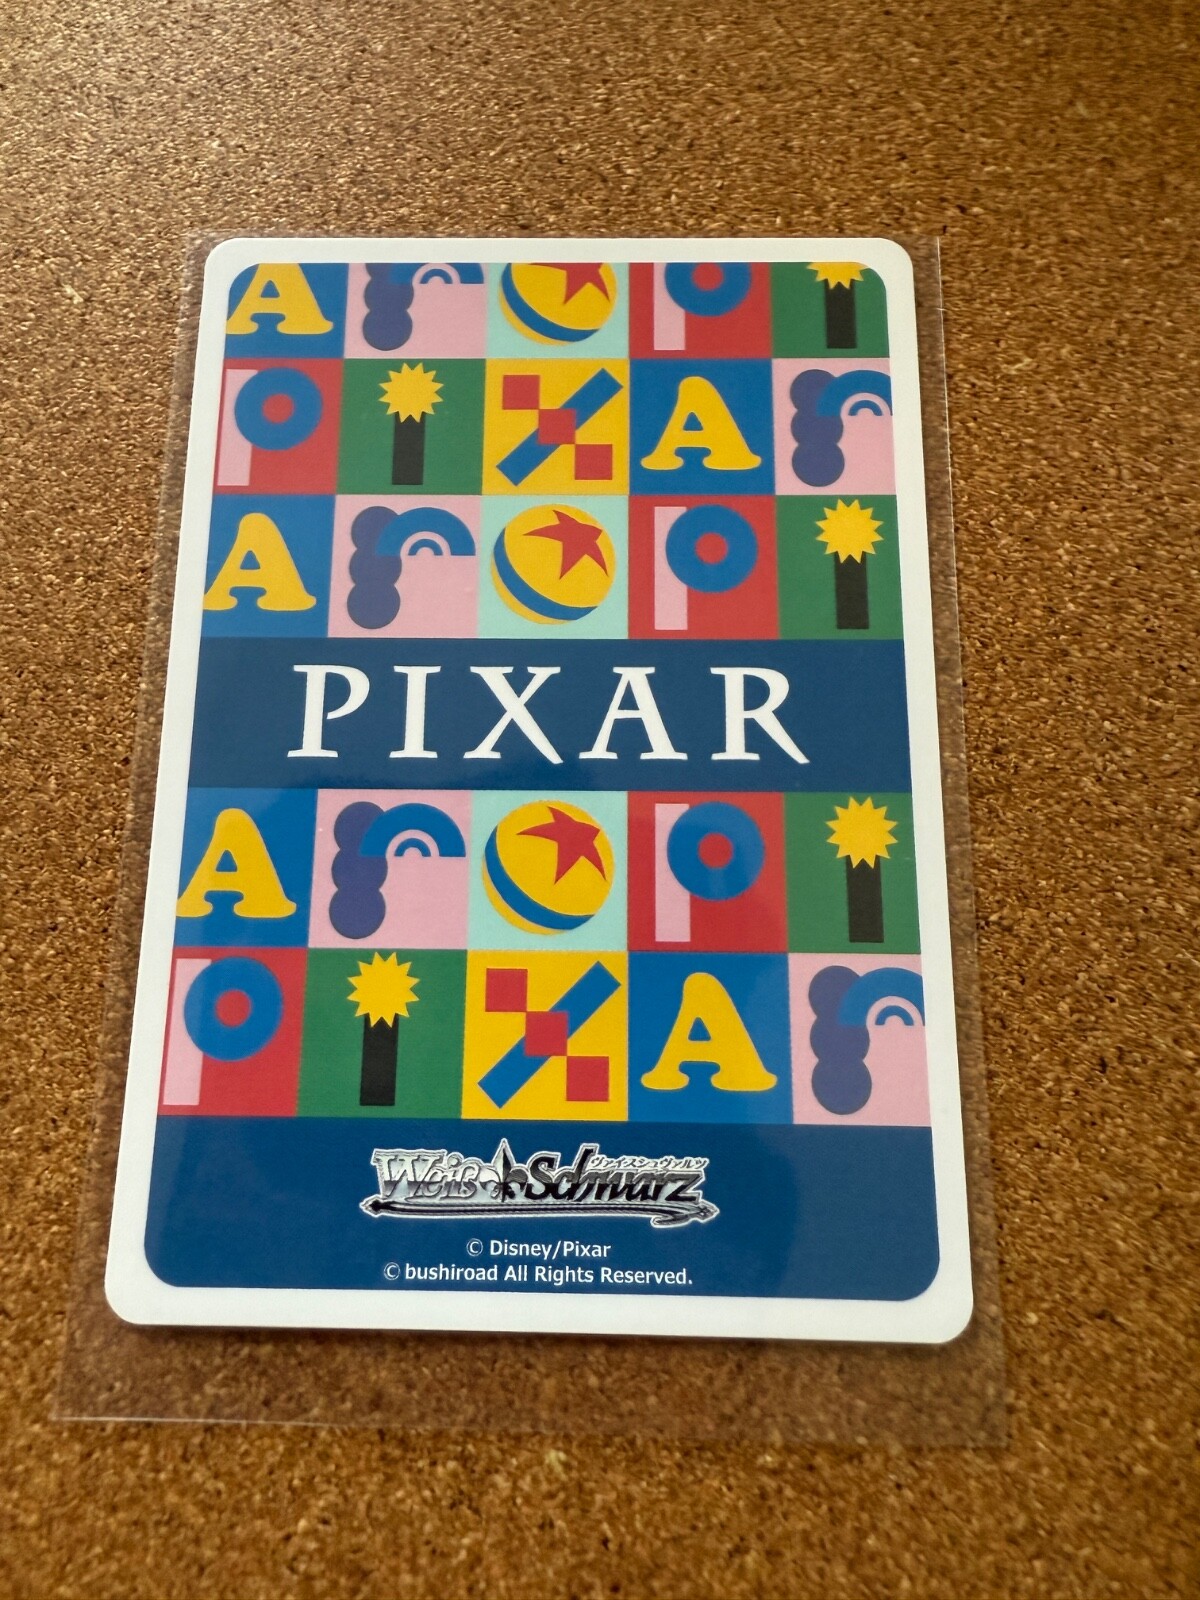 A r P i
P i X A r
A r P i
PIXAR
A r P i
P i X A r
Weiß Schwarz
ヴァイスシュヴァルツ
© Disney/Pixar
© bushiroad All Rights Reserved.